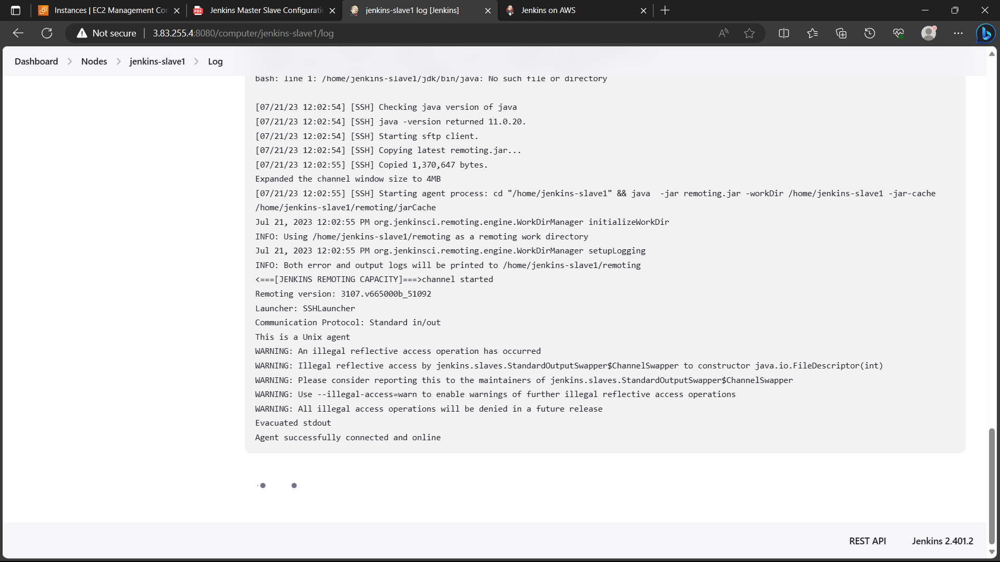 Instances | EC2 Management Co
Jenkins Master Slave Configurati
jenkins-slave1 log [Jenkins]
Jenkins on AWS
Not secure
3.83.255.4:8080/computer/jenkins-slave1/log
Dashboard > Nodes > jenkins-slave1 > Log
bash: line 1: /home/jenkins-slave1/jdk/bin/java: No such file or directory
[07/21/23 12:02:54] [SSH] Checking java version of java
[07/21/23 12:02:54] [SSH] java -version returned 11.0.20.
[07/21/23 12:02:54] [SSH] Starting sftp client.
[07/21/23 12:02:54] [SSH] Copying latest remoting.jar...
[07/21/23 12:02:55] [SSH] Copied 1,370,647 bytes.
Expanded the channel window size to 4MB
[07/21/23 12:02:55] [SSH] Starting agent process: cd "/home/jenkins-slave1" && java  -jar remoting.jar -workDir /home/jenkins-slave1 -jar-cache
/home/jenkins-slave1/remoting/jarCache
Jul 21, 2023 12:02:55 PM org.jenkinsci.remoting.engine.WorkDirManager initializeWorkDir
INFO: Using /home/jenkins-slave1/remoting as a remoting work directory
Jul 21, 2023 12:02:55 PM org.jenkinsci.remoting.engine.WorkDirManager setupLogging
INFO: Both error and output logs will be printed to /home/jenkins-slave1/remoting
<===[JENKINS REMOTING CAPACITY]===>channel started
Remoting version: 3107.v665000b_51092
Launcher: SSHLauncher
Communication Protocol: Standard in/out
This is a Unix agent
WARNING: An illegal reflective access operation has occurred
WARNING: Illegal reflective access by jenkins.slaves.StandardOutputSwapper$ChannelSwapper to constructor java.io.FileDescriptor(int)
WARNING: Please consider reporting this to the maintainers of jenkins.slaves.StandardOutputSwapper$ChannelSwapper
WARNING: Use --illegal-access=warn to enable warnings of further illegal reflective access operations
WARNING: All illegal access operations will be denied in a future release
Evacuated stdout
Agent successfully connected and online
REST API
Jenkins 2.401.2